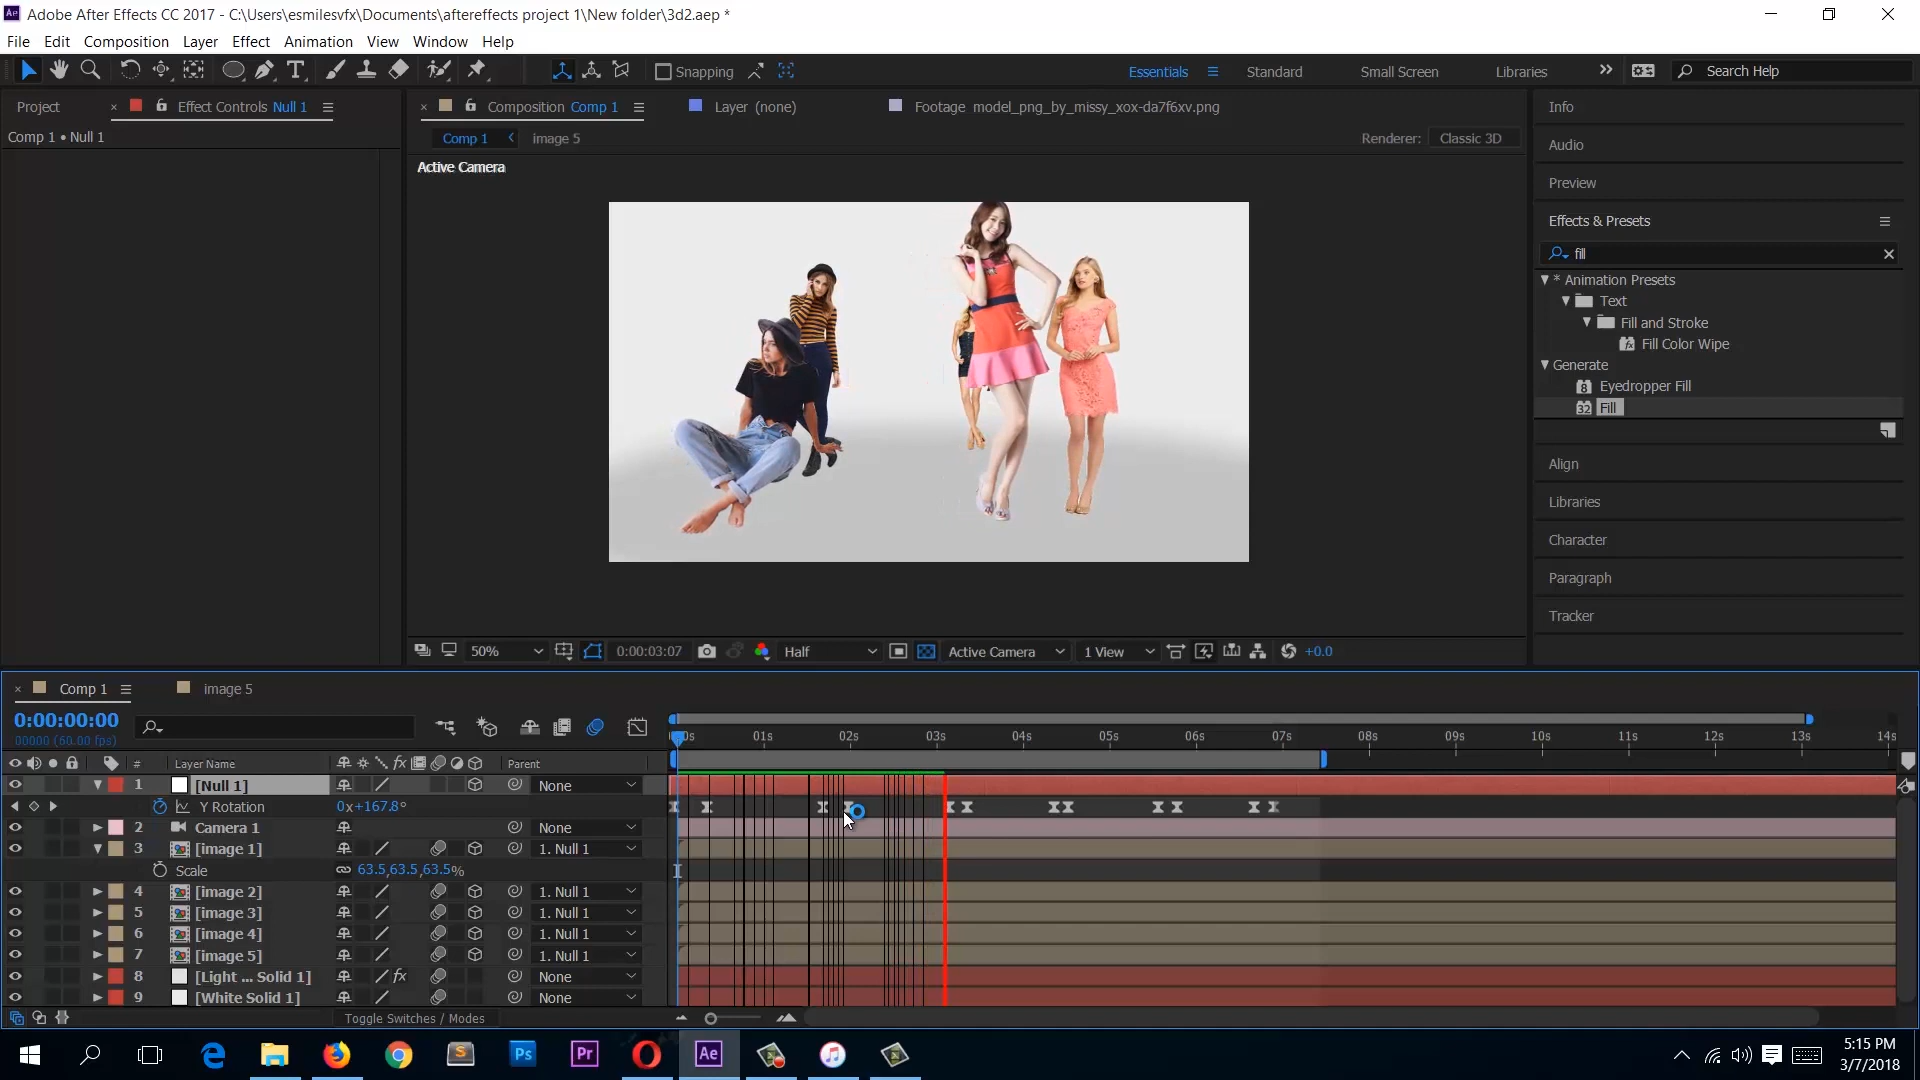 Adobe After Effects CC 2017 - C:\Users\esmilesvfx\Documents\aftereffects project 1\New folder\3d2.aep *
File Edit Composition Layer Effect Animation View Window Help
Snapping Essentials Standard Small Screen Libraries Search Help
Project Effect Controls Null 1 Composition Comp 1 Layer (none) Footage model_png_by_missy_xox-da7f6xv.png Info
Comp 1 • Null 1 Comp 1 image 5 Renderer: Classic 3D
Active Camera
Audio
Preview
Effects & Presets
fill
* Animation Presets
Text
Fill and Stroke
Fill Color Wipe
Generate
Eyedropper Fill
Fill
Align
Libraries
Character
Paragraph
Tracker
50% 0:00:03:07 Half Active Camera 1 View +0.0
Comp 1 image 5
0:00:00:00
00000 (60.00 fps)
01s 02s 03s 04s 05s 06s 07s 08s 09s 10s 11s 12s 13s 14s
# Layer Name Parent
1 [Null 1] None
Y Rotation 0x+167.8°
2 Camera 1 None
3 [image 1] 1. Null 1
Scale 63.5,63.5,63.5%
4 [image 2] 1. Null 1
5 [image 3] 1. Null 1
6 [image 4] 1. Null 1
7 [image 5] 1. Null 1
8 [Light ... Solid 1] None
9 [White Solid 1] None
Toggle Switches / Modes
Ps Pr Ae
5:15 PM
3/7/2018